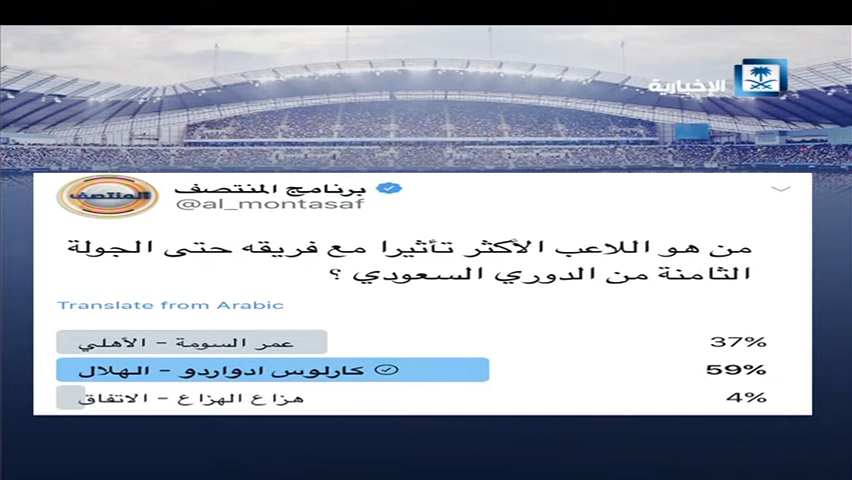 الإخبارية
المنتصف
برنامج المنتصف
@al_montasaf
من هو اللاعب الأكثر تأثيرا مع فريقه حتى الجولة
الثامنة من الدوري السعودي ؟
Translate from Arabic
عمر السومة - الأهلي 37%
كارلوس ادواردو - الهلال 59%
هزاع الهزاع - الاتفاق 4%